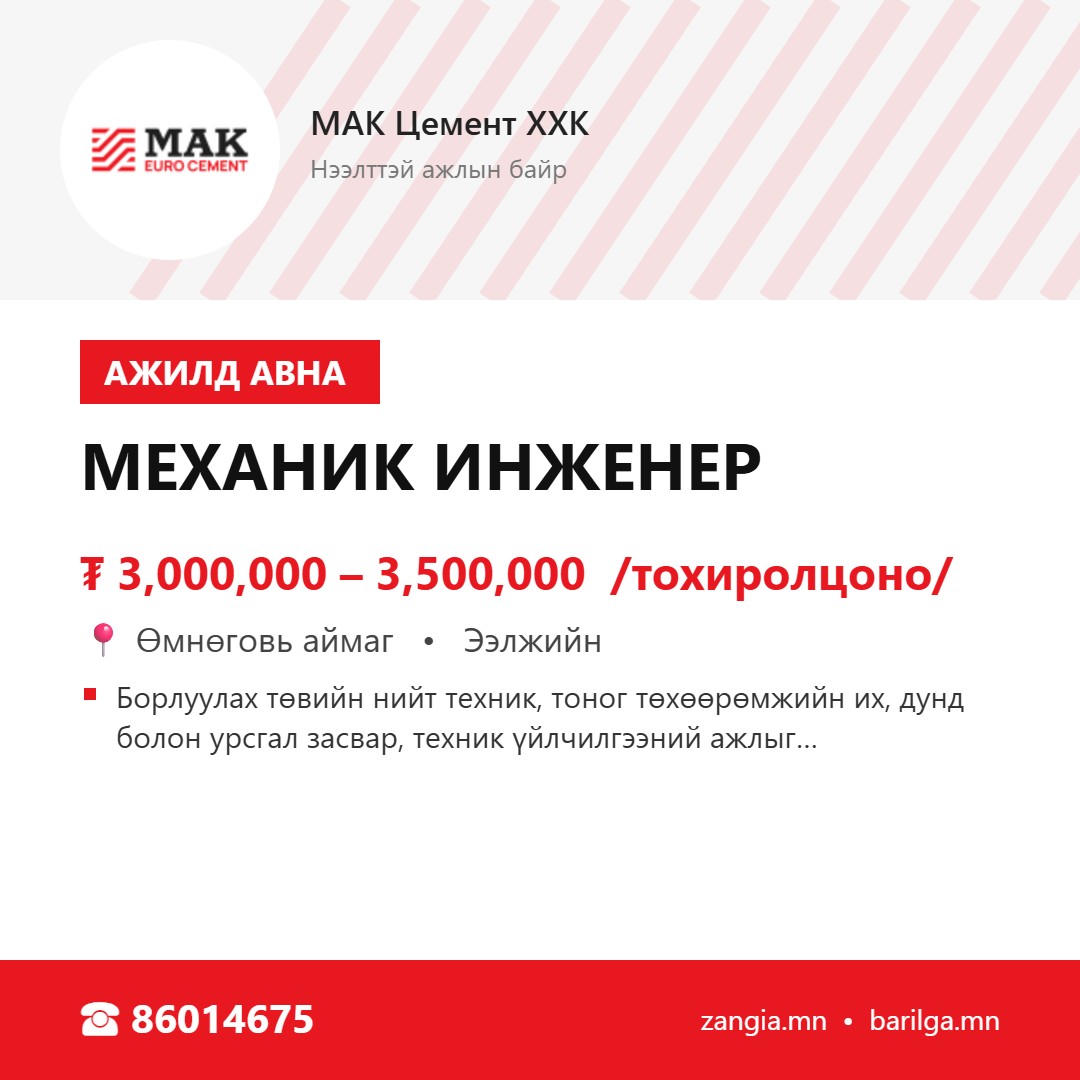 MAK
EURO CEMENT
МАК Цемент ХХК
Нээлттэй ажлын байр
АЖИЛД АВНА
МЕХАНИК ИНЖЕНЕР
₮ 3,000,000 – 3,500,000 /тохиролцоно/
📍 Өмнөговь аймаг • Ээлжийн
▪ Борлуулах төвийн нийт техник, тоног төхөөрөмжийн их, дунд
болон урсгал засвар, техник үйлчилгээний ажлыг...
☎ 86014675
zangia.mn • barilga.mn